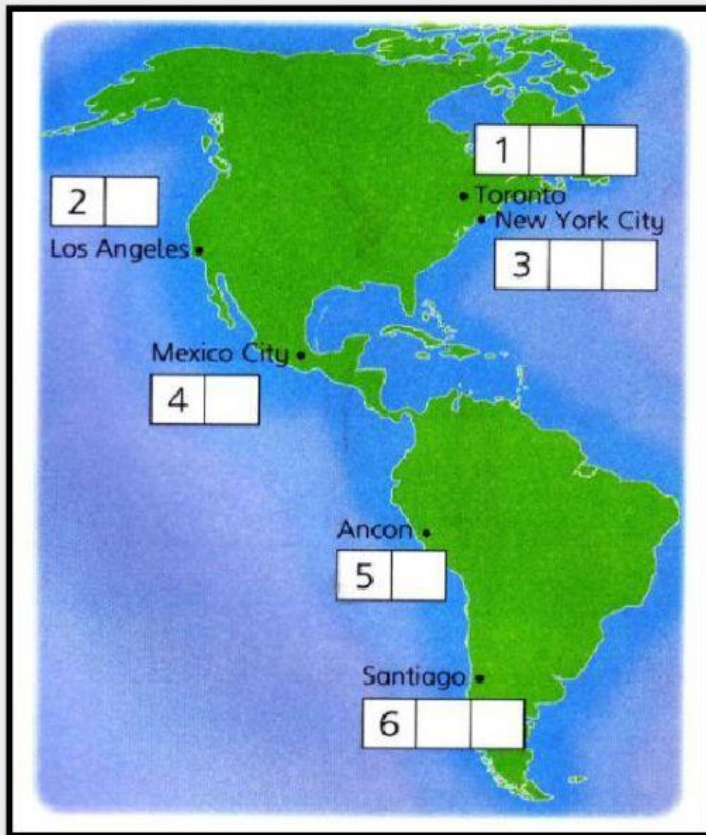 1
Toronto
2
New York City
Los Angeles
3
Mexico City
4
Ancon
5
Santiago
6